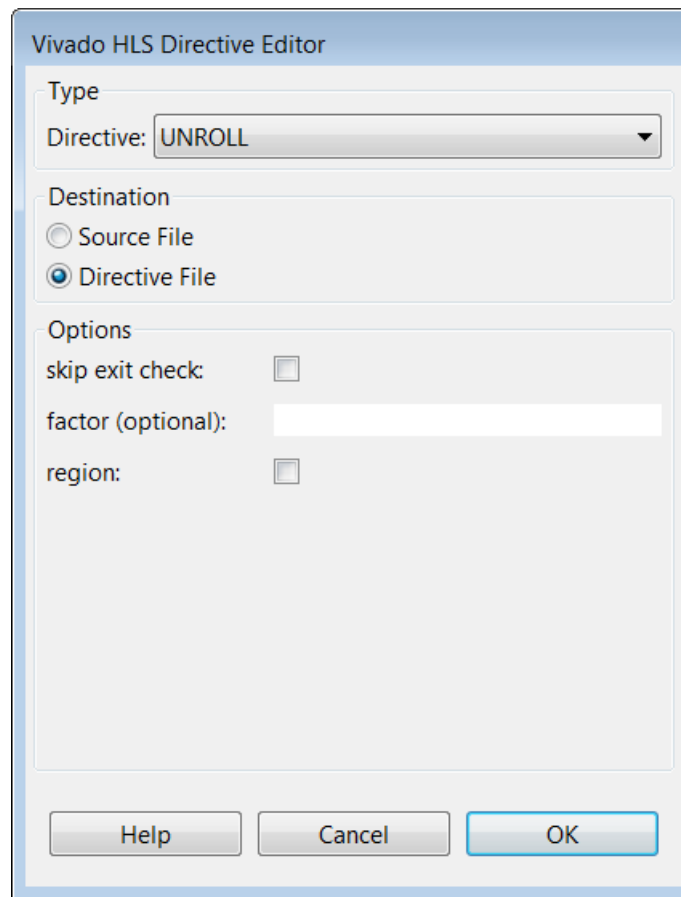 Vivado HLS Directive Editor
Type
Directive: UNROLL
Destination
Source File
Directive File
Options
skip exit check:
factor (optional):
region:
Help Cancel OK